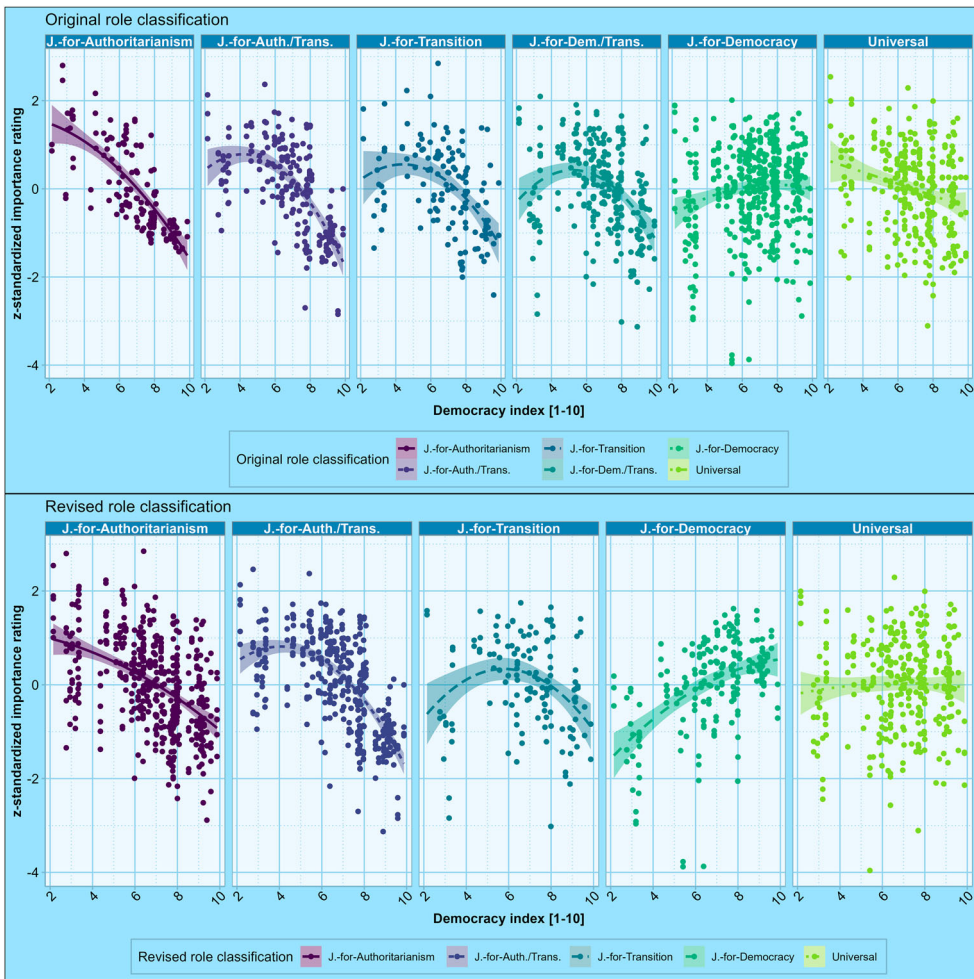 Original role classification
J.-for-Authoritarianism J.-for-Auth./Trans. J.-for-Transition J.-for-Dem./Trans. J.-for-Democracy Universal
z-standardized importance rating
2
0
-2
-4
2 4 6 8 10 2 4 6 8 10 2 4 6 8 10 2 4 6 8 10 2 4 6 8 10 2 4 6 8 10
Democracy index [1-10]
Original role classification
J.-for-Authoritarianism J.-for-Transition J.-for-Democracy
J.-for-Auth./Trans. J.-for-Dem./Trans. Universal
Revised role classification
J.-for-Authoritarianism J.-for-Auth./Trans. J.-for-Transition J.-for-Democracy Universal
z-standardized importance rating
2
0
-2
-4
2 4 6 8 10 2 4 6 8 10 2 4 6 8 10 2 4 6 8 10 2 4 6 8 10
Democracy index [1-10]
Revised role classification J.-for-Authoritarianism J.-for-Auth./Trans. J.-for-Transition J.-for-Democracy Universal